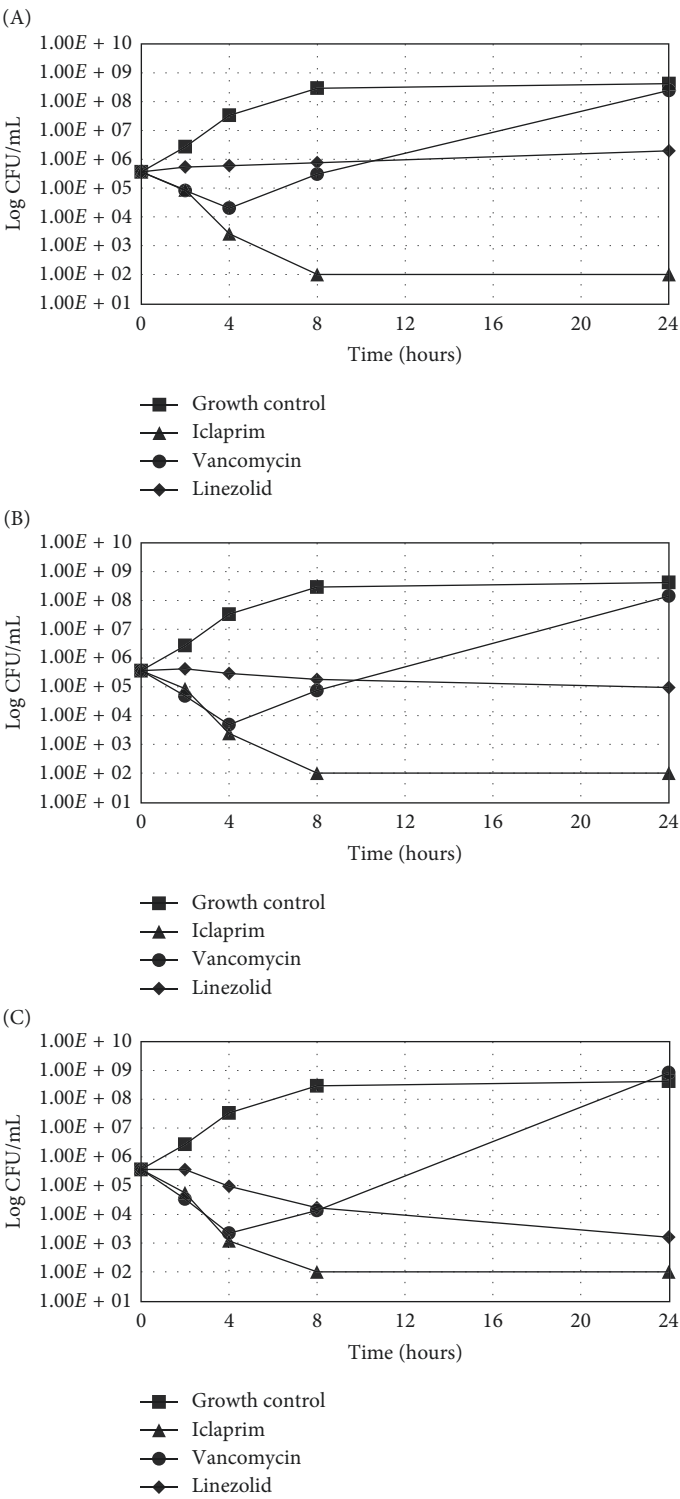 (A)
1.00E + 10
1.00E + 09
1.00E + 08
1.00E + 07
1.00E + 06
1.00E + 05
1.00E + 04
1.00E + 03
1.00E + 02
1.00E + 01
Log CFU/mL
0 4 8 12 16 20 24
Time (hours)
Growth control
Iclaprim
Vancomycin
Linezolid
(B)
1.00E + 10
1.00E + 09
1.00E + 08
1.00E + 07
1.00E + 06
1.00E + 05
1.00E + 04
1.00E + 03
1.00E + 02
1.00E + 01
Log CFU/mL
0 4 8 12 16 20 24
Time (hours)
Growth control
Iclaprim
Vancomycin
Linezolid
(C)
1.00E + 10
1.00E + 09
1.00E + 08
1.00E + 07
1.00E + 06
1.00E + 05
1.00E + 04
1.00E + 03
1.00E + 02
1.00E + 01
Log CFU/mL
0 4 8 12 16 20 24
Time (hours)
Growth control
Iclaprim
Vancomycin
Linezolid